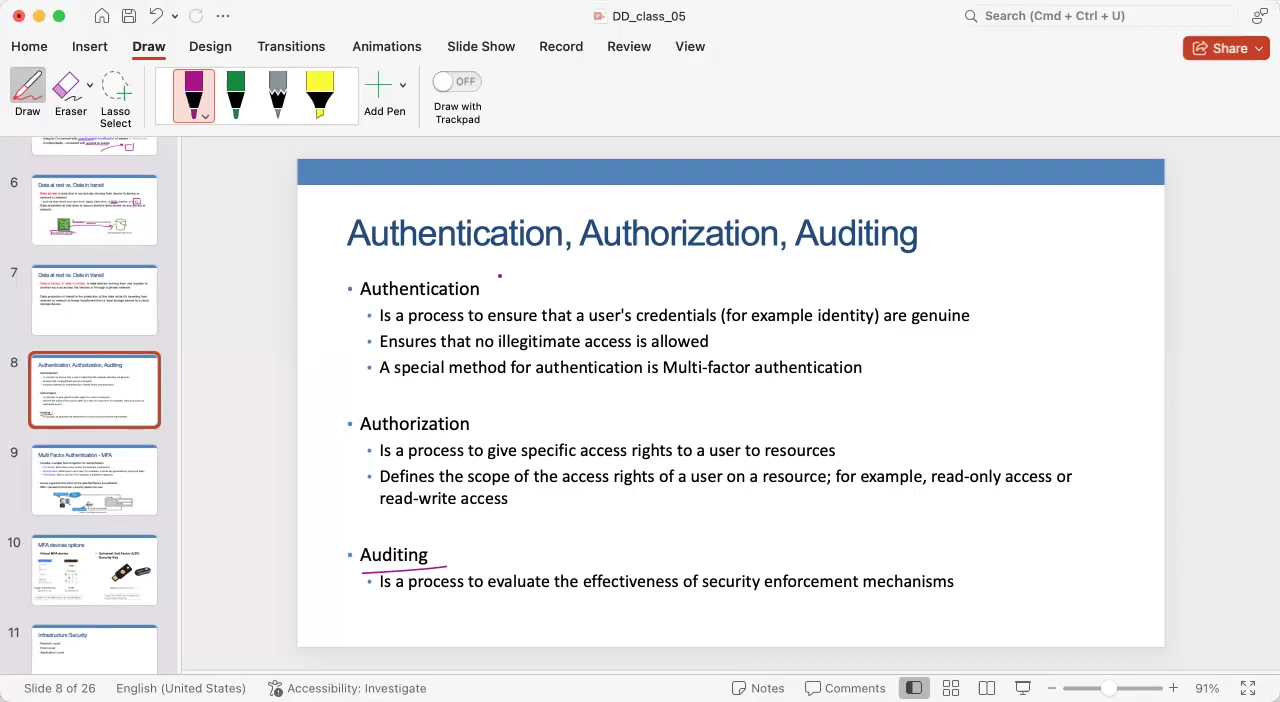 DD_class_05
Search (Cmd + Ctrl + U)
Home Insert Draw Design Transitions Animations Slide Show Record Review View Share
OFF
Draw Eraser Lasso Select Add Pen Draw with Trackpad
6
Data at rest vs. Data in transit
7
Data at rest vs. Data in transit
8
Authentication, Authorization, Auditing
9
Multi Factor Authentication - MFA
10
MFA devices options
11
Infrastructure Security
Authentication, Authorization, Auditing
• Authentication
• Is a process to ensure that a user's credentials (for example identity) are genuine
• Ensures that no illegitimate access is allowed
• A special method for authentication is Multi-factor authentication
• Authorization
• Is a process to give specific access rights to a user to resources
• Defines the scope of the access rights of a user on a resource; for example, read-only access or
read-write access
• Auditing
• Is a process to evaluate the effectiveness of security enforcement mechanisms
Slide 8 of 26 English (United States) Accessibility: Investigate Notes Comments 91%